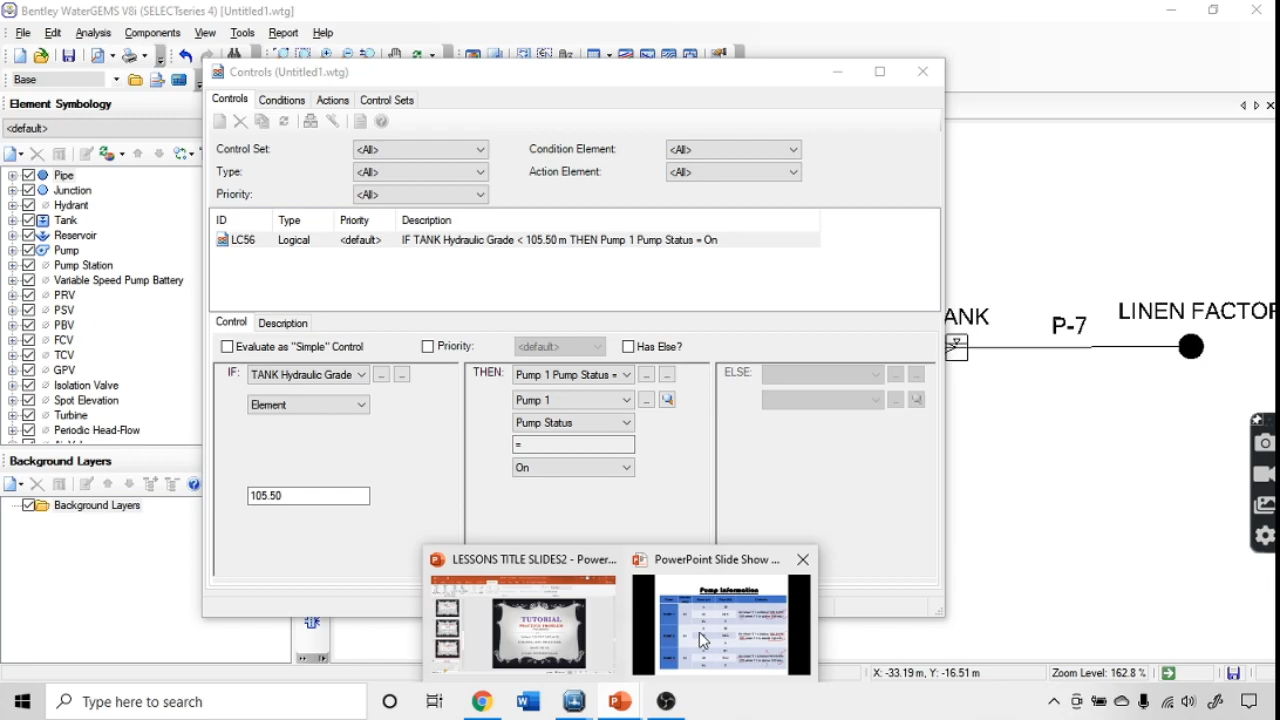 Bentley WaterGEMS V8i (SELECTseries 4) [Untitled1.wtg]
File Edit Analysis Components View Tools Report Help
Base
Element Symbology
<default>
Pipe
Junction
Hydrant
Tank
Reservoir
Pump
Pump Station
Variable Speed Pump Battery
PRV
PSV
PBV
FCV
TCV
GPV
Isolation Valve
Spot Elevation
Turbine
Periodic Head-Flow
Background Layers
Background Layers
Controls (Untitled1.wtg)
Controls Conditions Actions Control Sets
Control Set: <All> Condition Element: <All>
Type: <All> Action Element: <All>
Priority: <All>
ID Type Priority Description
LC56 Logical <default> IF TANK Hydraulic Grade < 105.50 m THEN Pump 1 Pump Status = On
Control Description
Evaluate as "Simple" Control Priority: <default> Has Else?
IF: TANK Hydraulic Grade ... ... THEN: Pump 1 Pump Status = ... ... ELSE: ... ...
Element Pump 1 ... ...
Pump Status
=
On
105.50
ANK P-7 LINEN FACTOR
LESSONS TITLE SLIDES2 - Power... PowerPoint Slide Show ...
TUTORIAL
Pump Information
X: -33.19 m, Y: -16.51 m Zoom Level: 162.8 %
Type here to search